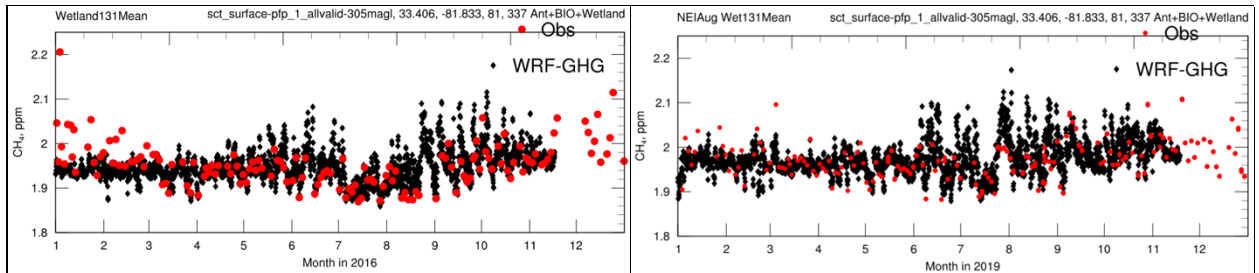 Wetland131Mean sct_surface-pfp_1_allvalid-305magl, 33.406, -81.833, 81, 337 Ant+BIO+Wetland
Obs
WRF-GHG
2.2
2.1
2
1.9
1.8
CH4, ppm
1 2 3 4 5 6 7 8 9 10 11 12
Month in 2016
NEIAug Wet131Mean sct_surface-pfp_1_allvalid-305magl, 33.406, -81.833, 81, 337 Ant+BIO+Wetland
Obs
WRF-GHG
2.2
2.1
2
1.9
1.8
CH4, ppm
1 2 3 4 5 6 7 8 9 10 11 12
Month in 2019